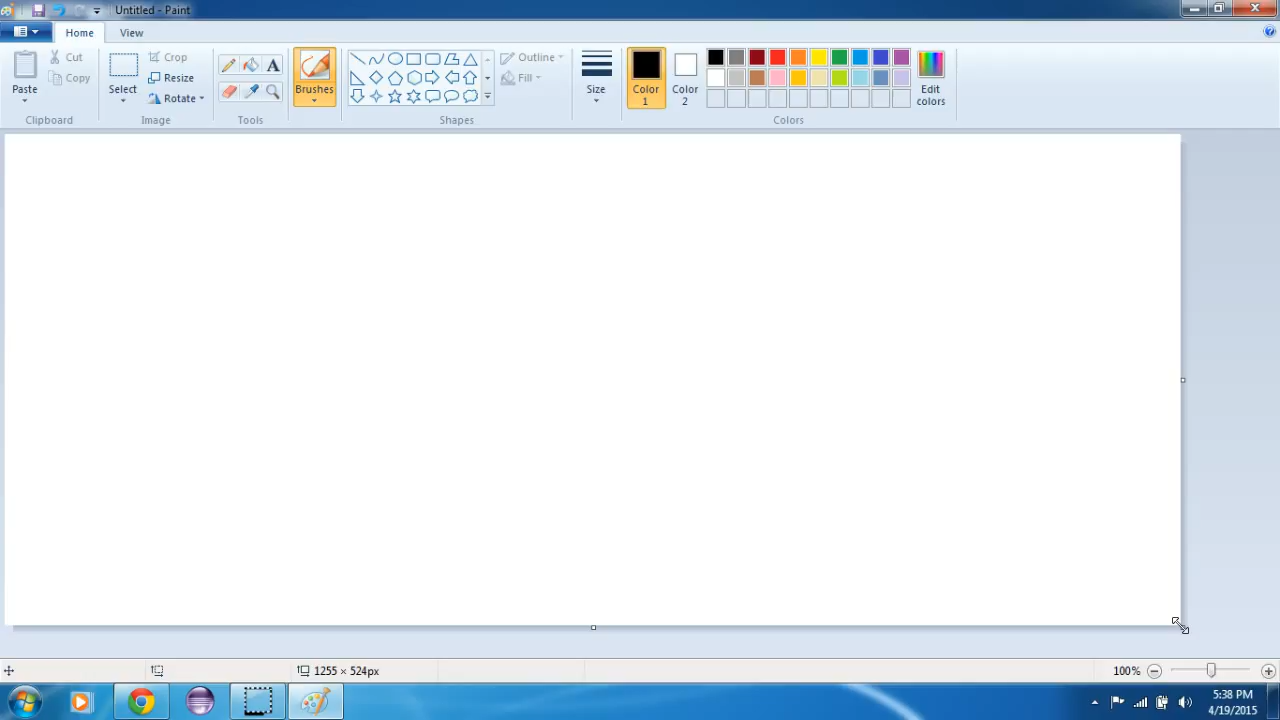 Untitled - Paint
Home View
Paste
Cut
Copy
Clipboard
Select
Crop
Resize
Rotate
Image
A
Tools
Brushes
Shapes
Outline
Fill
Size
Color 1
Color 2
Edit colors
Colors
1255 × 524px
100%
5:38 PM
4/19/2015